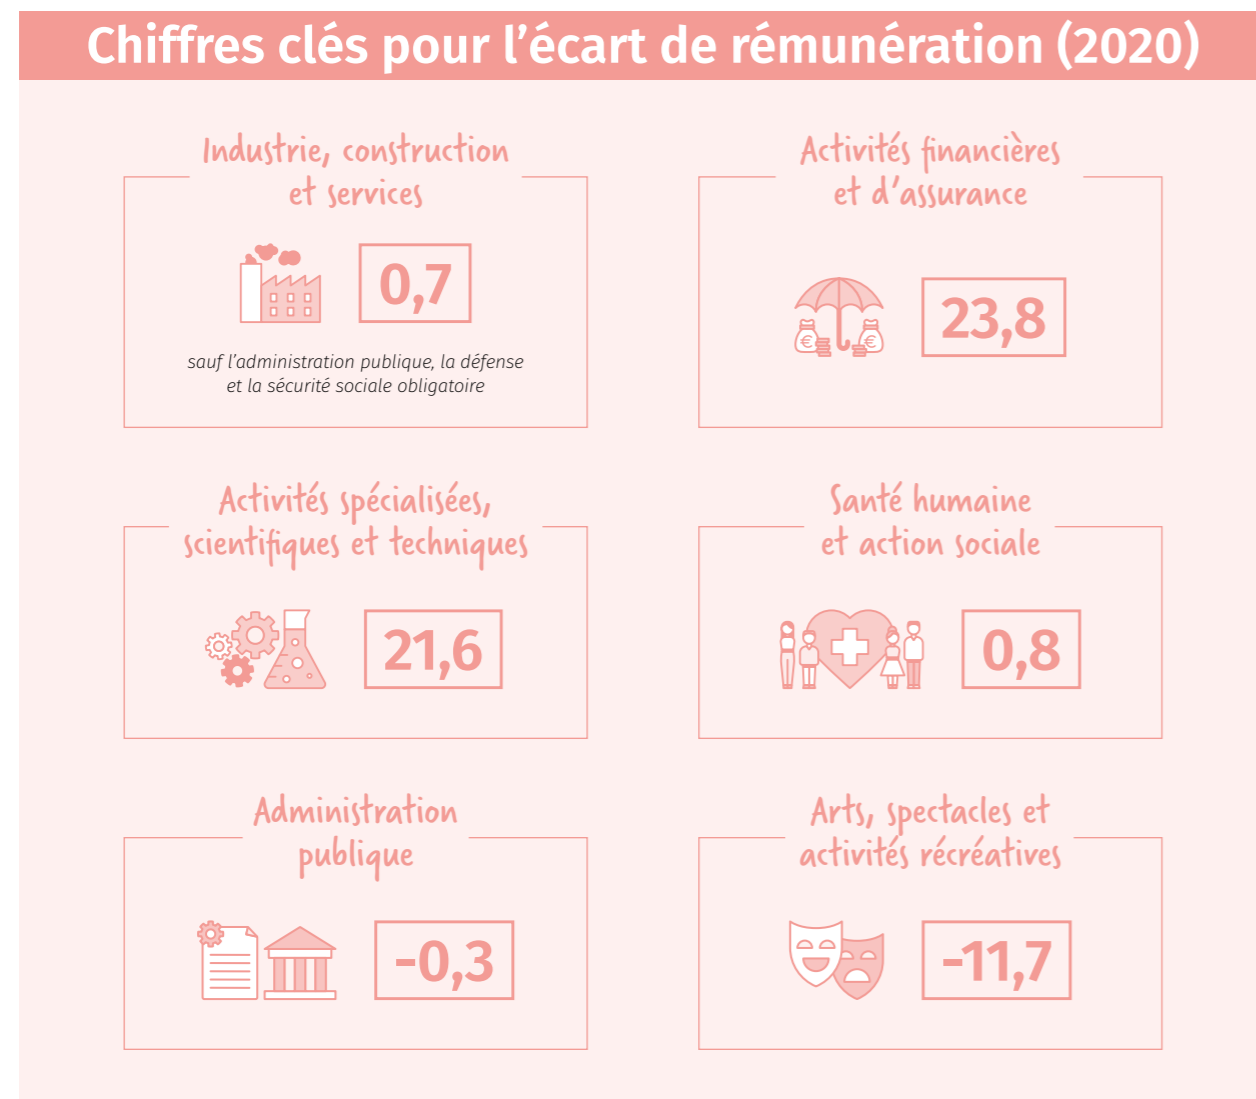 Chiffres clés pour l’écart de rémunération (2020)
Industrie, construction
et services
0,7
sauf l’administration publique, la défense
et la sécurité sociale obligatoire
Activités financières
et d’assurance
€
€
23,8
Activités spécialisées,
scientifiques et techniques
21,6
Santé humaine
et action sociale
0,8
Administration
publique
-0,3
Arts, spectacles et
activités récréatives
-11,7